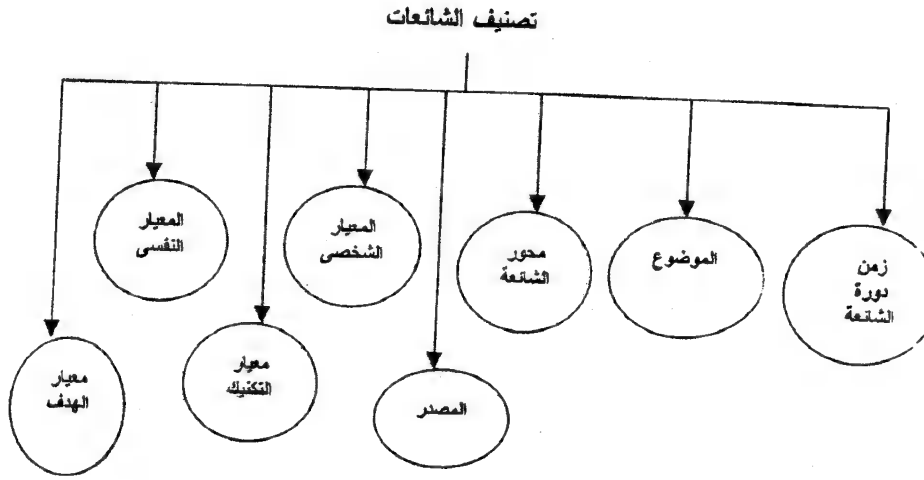 تصنيف الشائعات
زمن
دورة
الشائعة
الموضوع
محور
الشائعة
المصدر
المعيار
الشخصى
معيار
التكنيك
المعيار
النفسى
معيار
الهدف